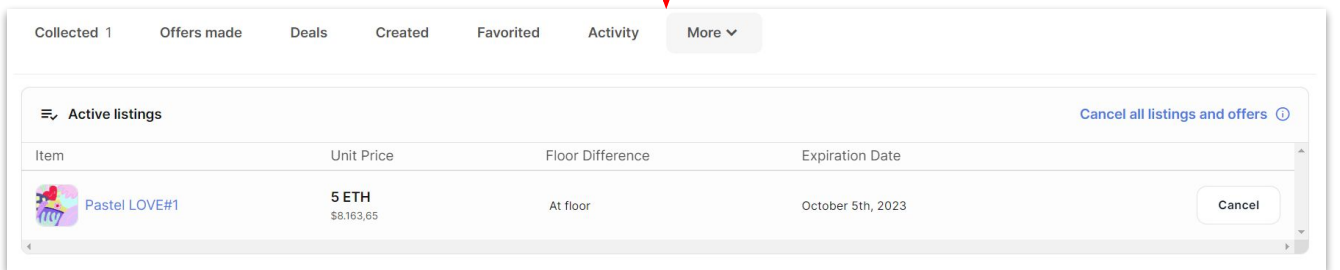 Collected 1 Offers made Deals Created Favorited Activity More
Active listings Cancel all listings and offers
Item Unit Price Floor Difference Expiration Date
Pastel LOVE#1 5 ETH At floor October 5th, 2023 Cancel
$8.163,65